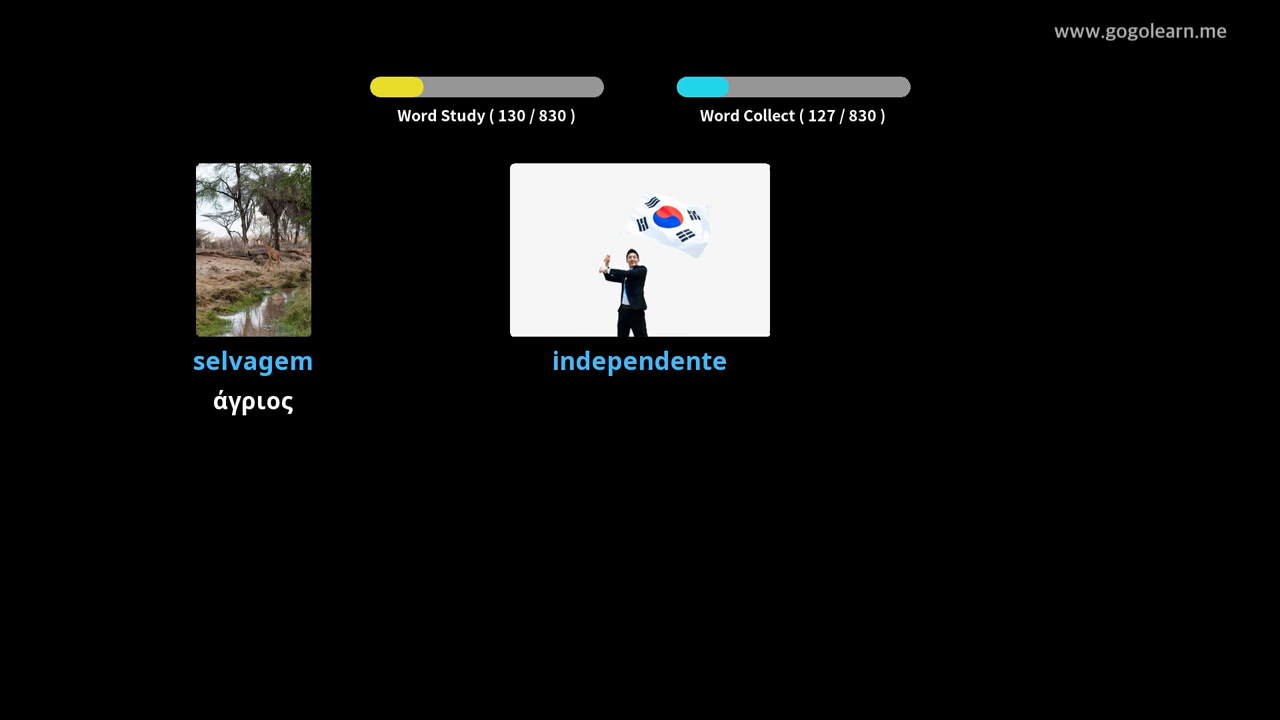 www.gogolearn.me
Word Study ( 130 / 830 )
Word Collect ( 127 / 830 )
selvagem
άγριος
independente